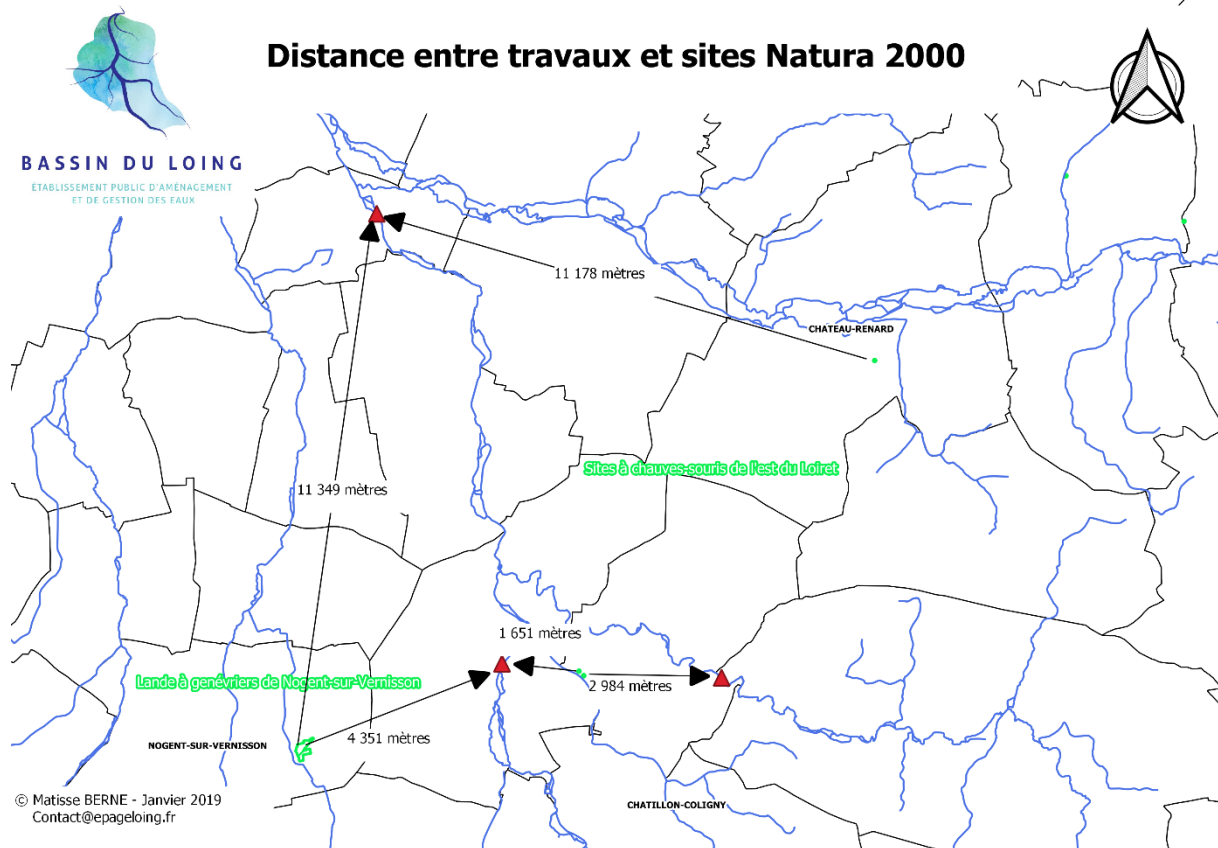 Distance entre travaux et sites Natura 2000
BASSIN DU LOING
ÉTABLISSEMENT PUBLIC D'AMÉNAGEMENT
ET DE GESTION DES EAUX
11 178 mètres
CHATEAU-RENARD
Sites à chauves-souris de l'est du Loiret
11 349 mètres
1 651 mètres
Lande à genévriers de Nogent-sur-Vernisson
2 984 mètres
4 351 mètres
NOGENT-SUR-VERNISSON
© Matisse BERNE - Janvier 2019
Contact@epageloing.fr
CHATILLON-COLIGNY